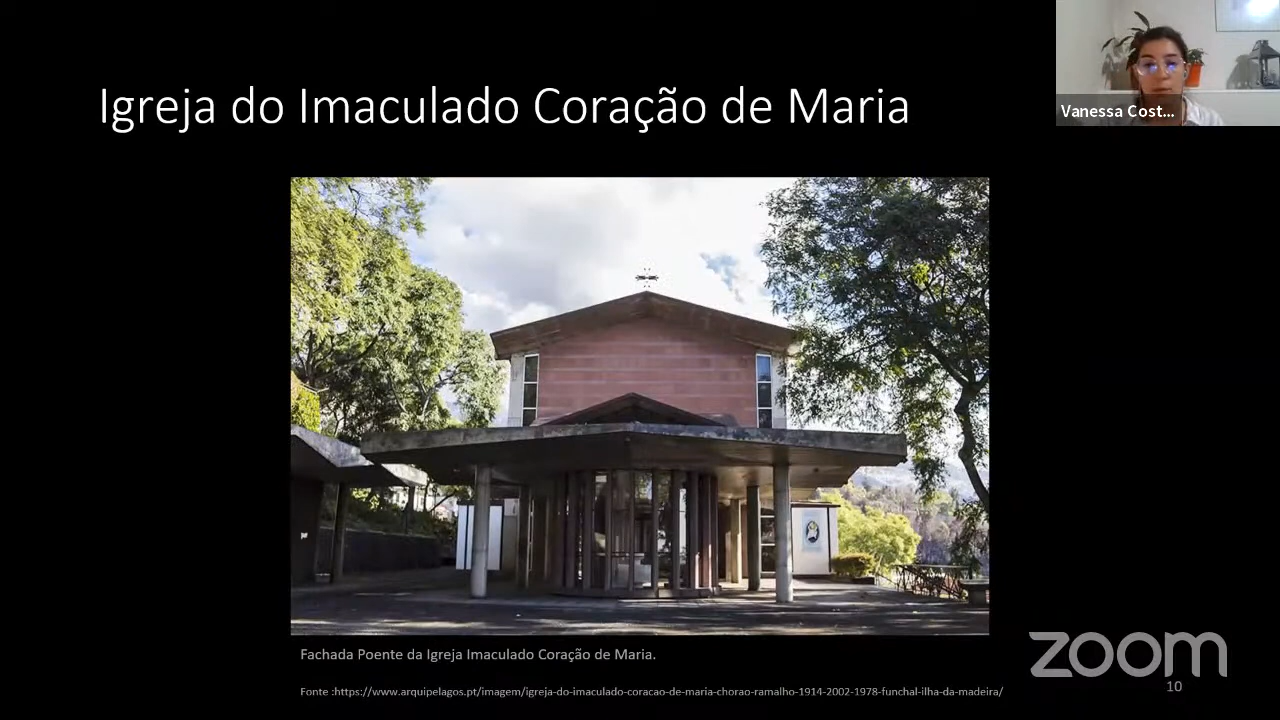 Igreja do Imaculado Coração de Maria
Vanessa Cost...
Fachada Poente da Igreja Imaculado Coração de Maria.
Fonte :https://www.arquipelagos.pt/imagem/igreja-do-imaculado-coracao-de-maria-chorao-ramalho-1914-2002-1978-funchal-ilha-da-madeira/
zoom
10